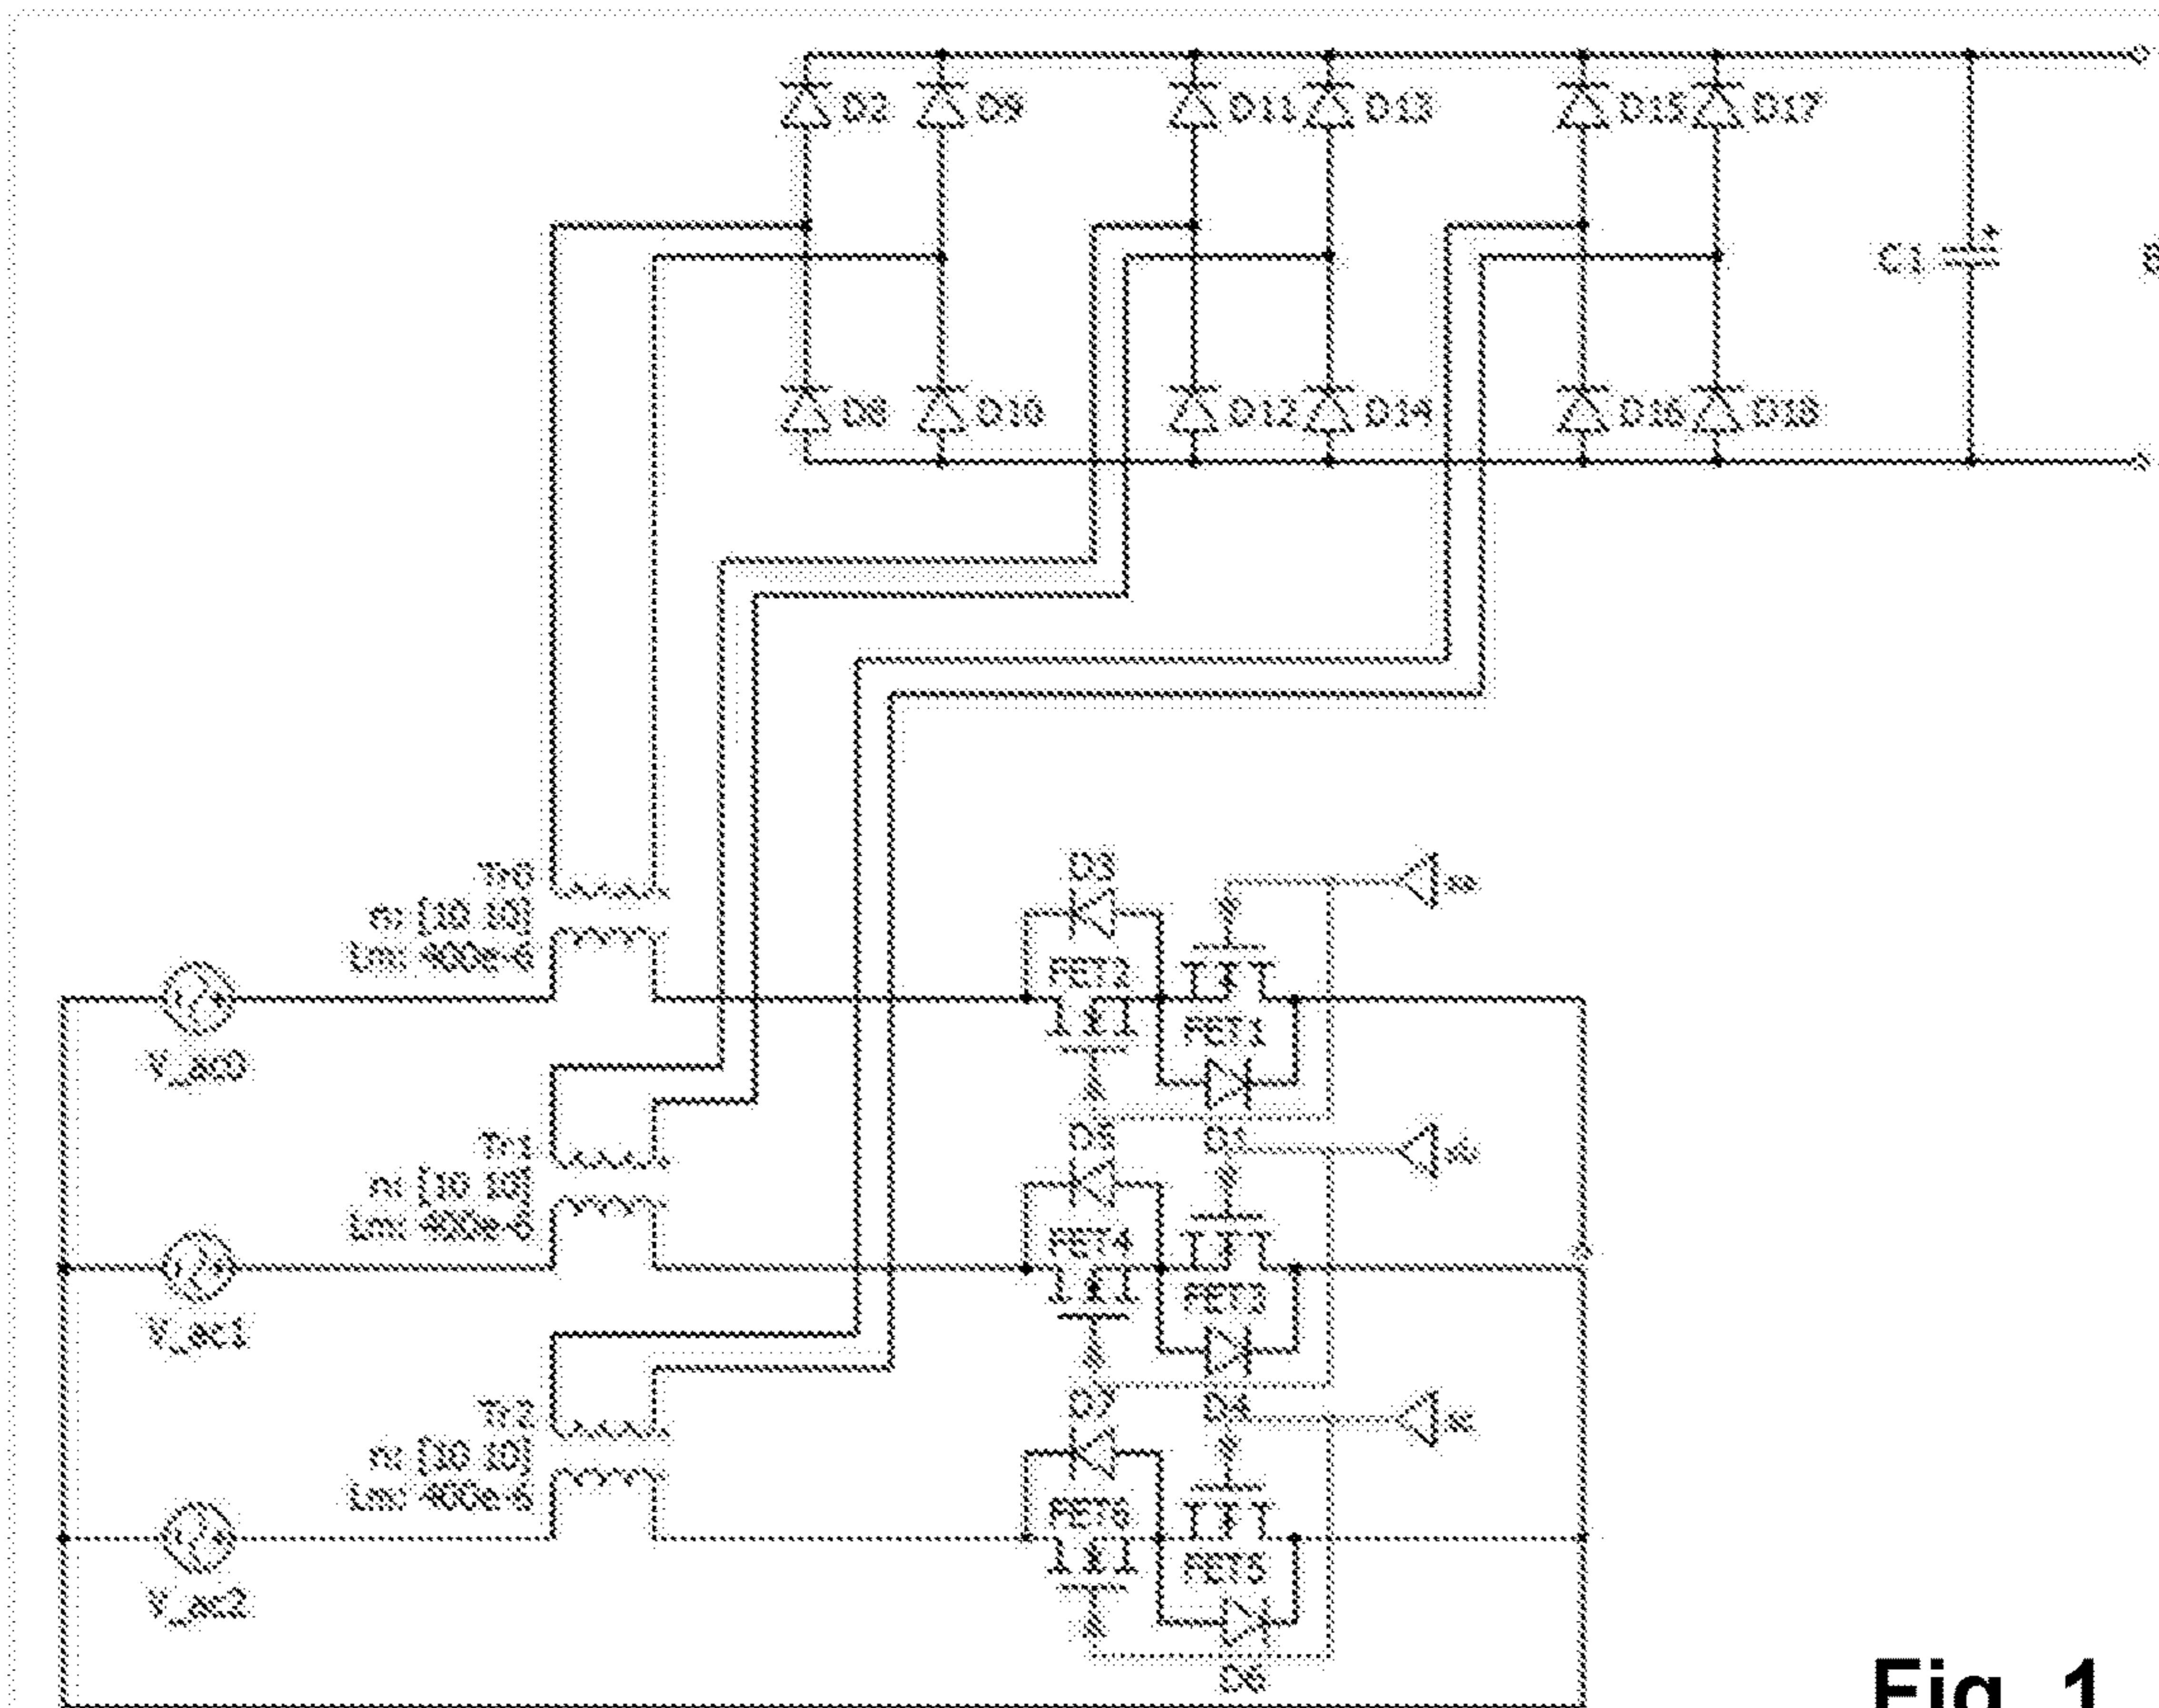 D2 D9 D11 D13 D15 D17
C1
D8 D10 D12 D14 D16 D18
Tr0
n: [10 10]
Lm: 400e-6
D3
FET2
FET1
V_ac0
D1
Tr1
n: [10 10]
Lm: 400e-6
FET4
FET3
V_ac1
D4
Tr2
n: [10 10]
Lm: 400e-6
FET6
FET5
V_ac2
D6
Fig. 1